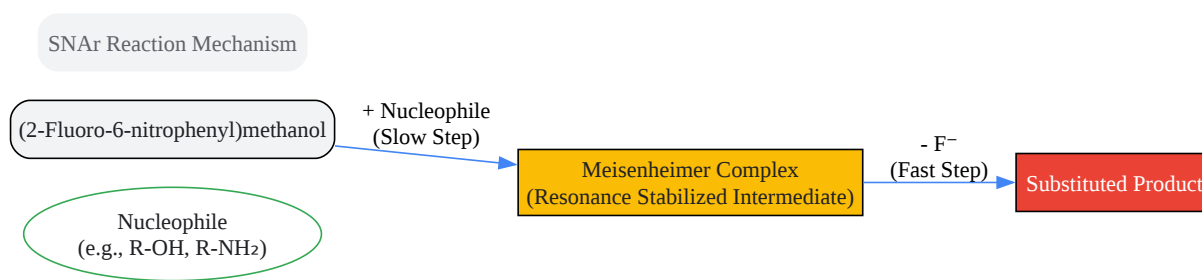 SNAr Reaction Mechanism
(2-Fluoro-6-nitrophenyl)methanol
+ Nucleophile
(Slow Step)
Meisenheimer Complex
(Resonance Stabilized Intermediate)
- F⁻
(Fast Step)
Substituted Product
Nucleophile
(e.g., R-OH, R-NH₂)